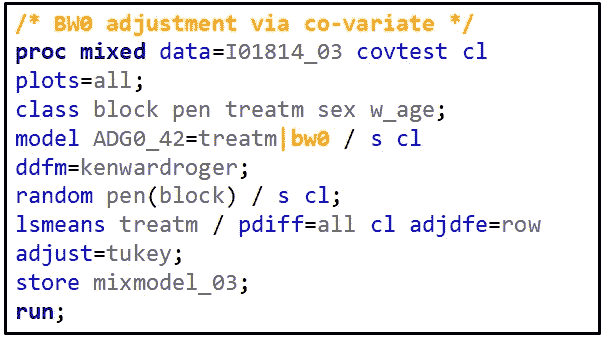 /* BW0 adjustment via co-variate */
proc mixed data=I01814_03 covtest cl
plots=all;
class block pen treatm sex w_age;
model ADG0_42=treatm|bw0 / s cl
ddfm=kenwardroger;
random pen(block) / s cl;
lsmeans treatm / pdiff=all cl adjdfe=row
adjust=tukey;
store mixmodel_03;
run;